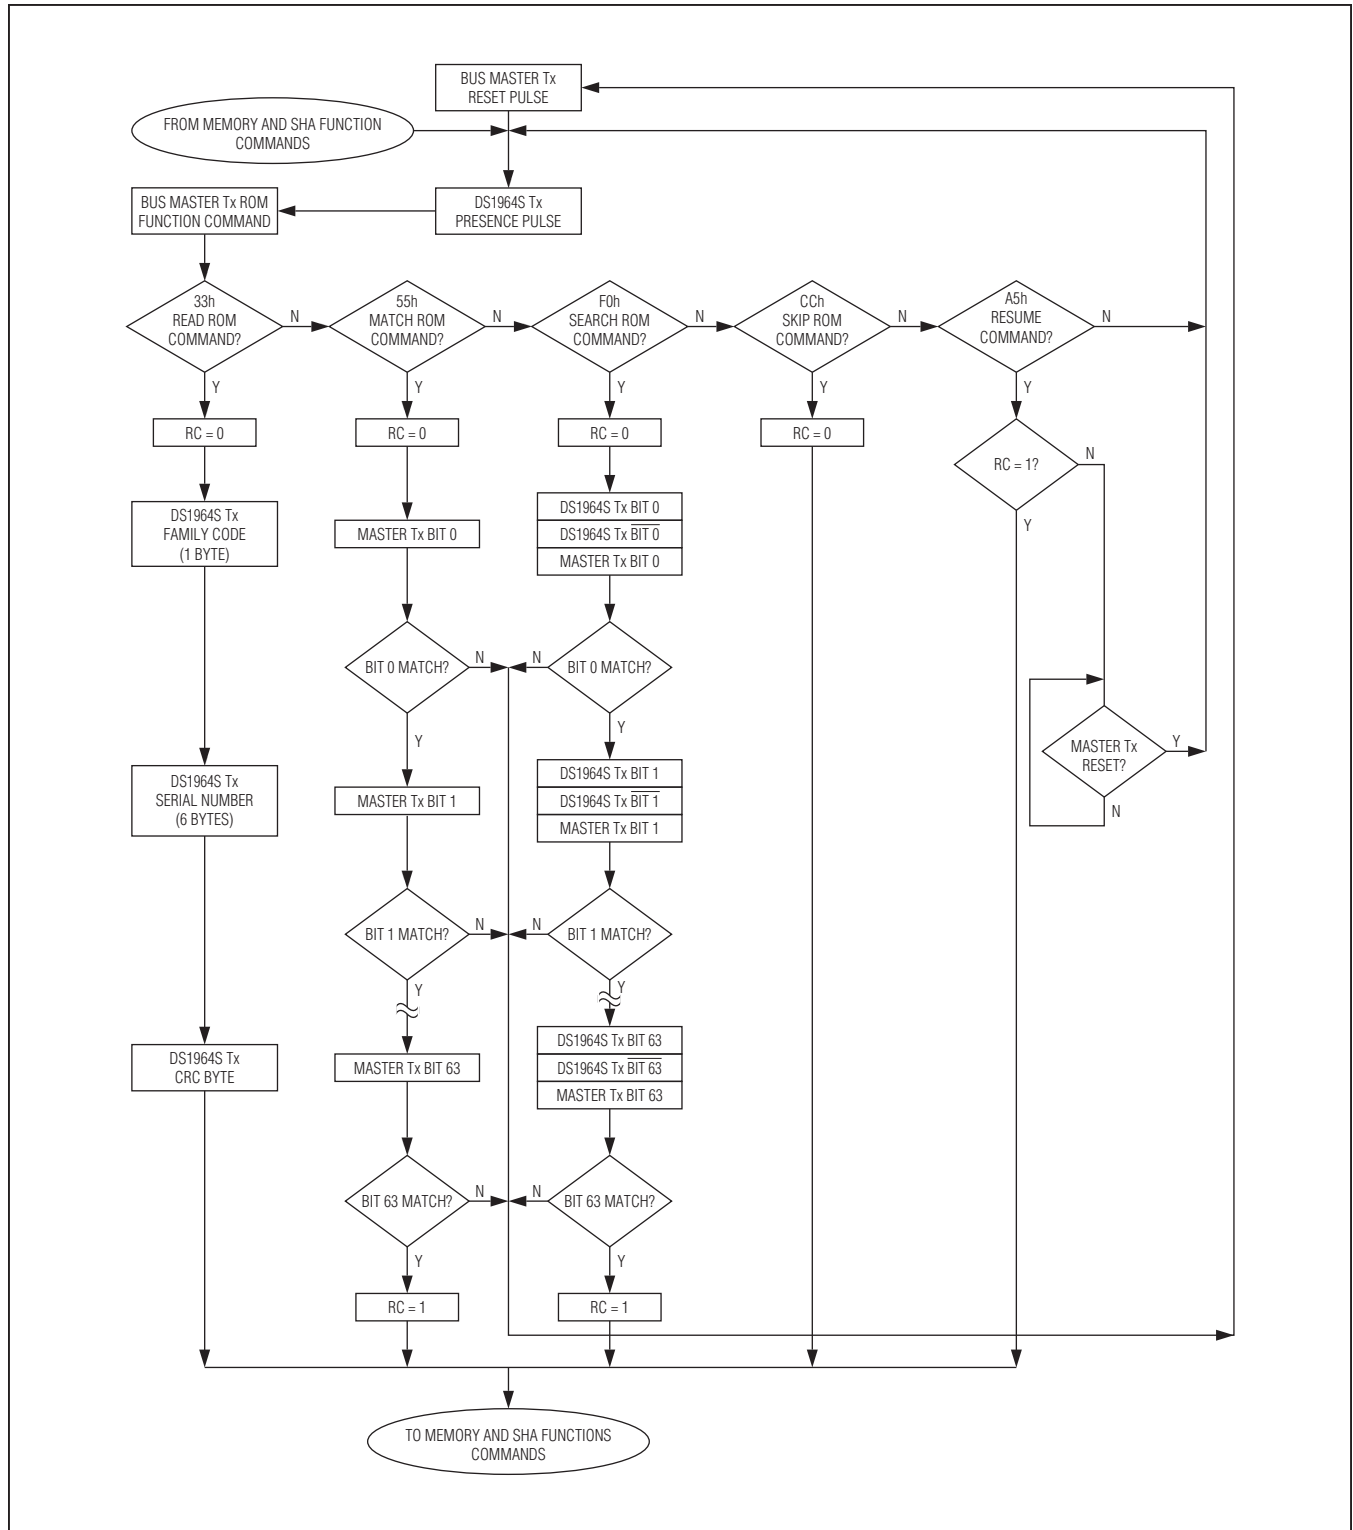 BUS MASTER Tx
RESET PULSE
FROM MEMORY AND SHA FUNCTION
COMMANDS
BUS MASTER Tx ROM
FUNCTION COMMAND
DS1964S Tx
PRESENCE PULSE
33h
READ ROM
COMMAND?
N
Y
55h
MATCH ROM
COMMAND?
N
Y
F0h
SEARCH ROM
COMMAND?
N
Y
CCh
SKIP ROM
COMMAND?
N
Y
A5h
RESUME
COMMAND?
N
Y
RC = 0
RC = 0
RC = 0
RC = 0
RC = 1?
N
Y
DS1964S Tx
FAMILY CODE
(1 BYTE)
MASTER Tx BIT 0
DS1964S Tx BIT 0
DS1964S Tx B̅I̅T̅ ̅0̅
MASTER Tx BIT 0
BIT 0 MATCH?
N
Y
N
BIT 0 MATCH?
Y
MASTER Tx
RESET?
Y
N
DS1964S Tx
SERIAL NUMBER
(6 BYTES)
MASTER Tx BIT 1
DS1964S Tx BIT 1
DS1964S Tx B̅I̅T̅ ̅1̅
MASTER Tx BIT 1
BIT 1 MATCH?
N
Y
N
BIT 1 MATCH?
Y
DS1964S Tx
CRC BYTE
MASTER Tx BIT 63
DS1964S Tx BIT 63
DS1964S Tx B̅I̅T̅ ̅6̅3̅
MASTER Tx BIT 63
BIT 63 MATCH?
N
Y
N
BIT 63 MATCH?
Y
RC = 1
RC = 1
TO MEMORY AND SHA FUNCTIONS
COMMANDS